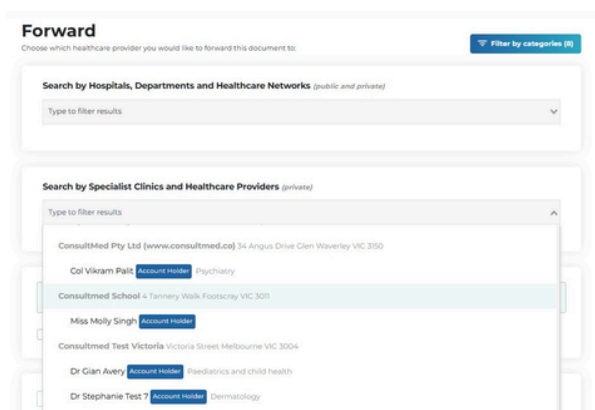 Forward
Choose which healthcare provider you would like to forward this document to:
Filter by categories (8)
Search by Hospitals, Departments and Healthcare Networks (public and private)
Type to filter results
Search by Specialist Clinics and Healthcare Providers (private)
Type to filter results
ConsultMed Pty Ltd (www.consultmed.co) 34 Angus Drive Glen Waverley VIC 3150
Col Vikram Palit Account Holder Psychiatry
Consultmed School 4 Tannery Walk Footscray VIC 3011
Miss Molly Singh Account Holder
Consultmed Test Victoria Victoria Street Melbourne VIC 3004
Dr Gian Avery Account Holder Paediatrics and child health
Dr Stephanie Test 7 Account Holder Dermatology